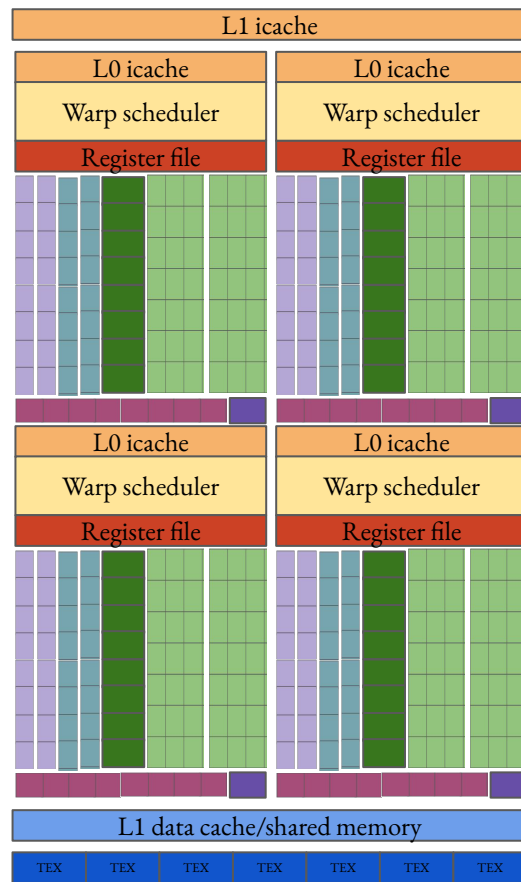 L1 icache
L0 icache L0 icache
Warp scheduler Warp scheduler
Register file Register file
L0 icache L0 icache
Warp scheduler Warp scheduler
Register file Register file
L1 data cache/shared memory
TEX TEX TEX TEX TEX TEX TEX